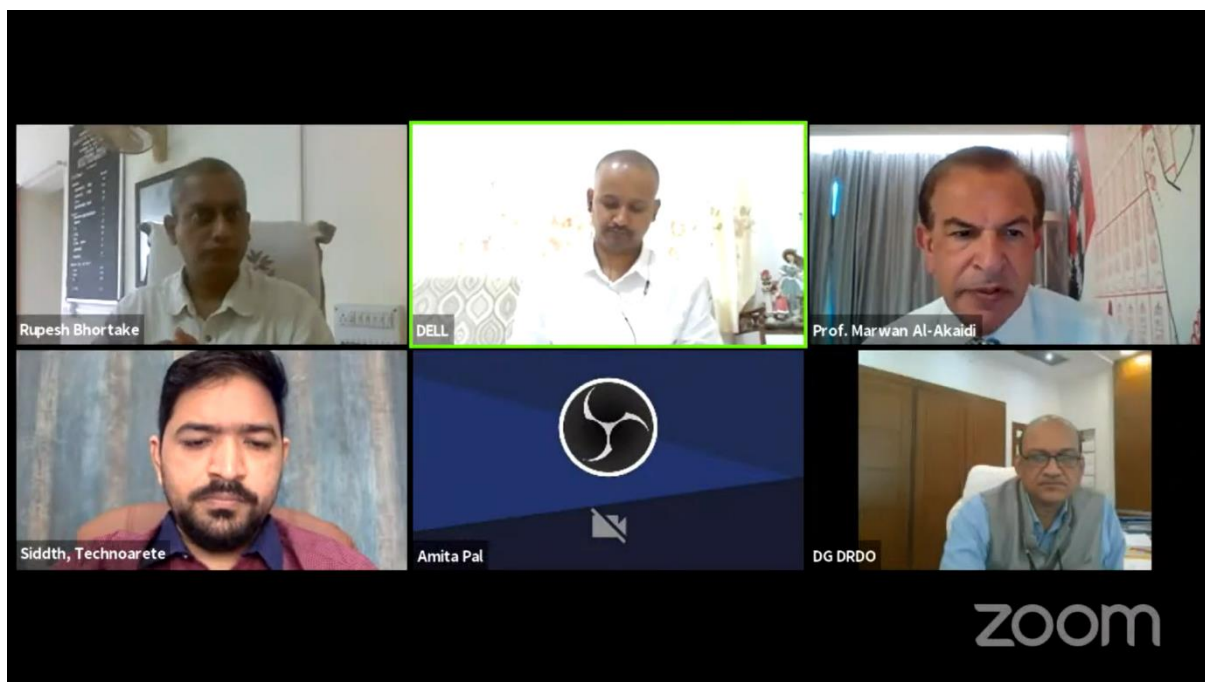 Rupesh Bhortake
DELL
Prof. Marwan Al-Akaidi
Siddth, Technoarete
Amita Pal
DG DRDO
zoom